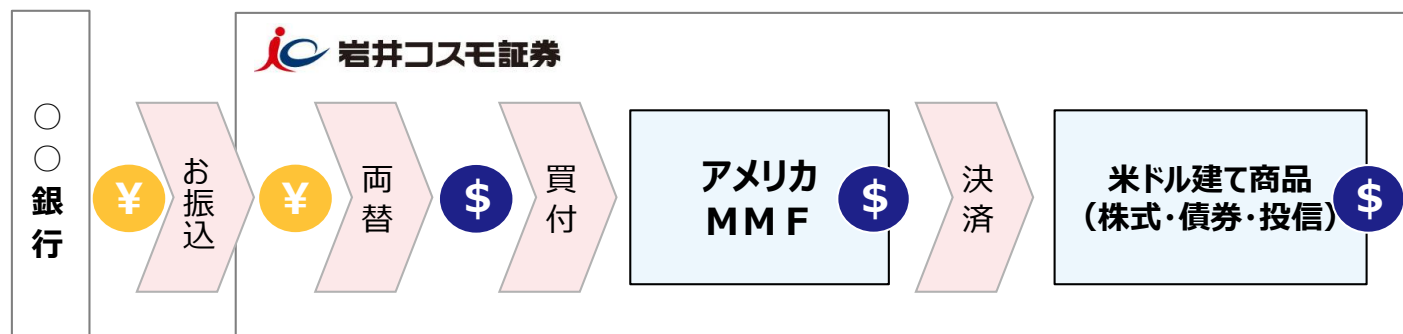 岩井コスモ証券
○○銀行
¥
お振込
¥
両替
$
買付
アメリカ
ＭＭＦ
$
決済
米ドル建て商品
（株式・債券・投信）
$